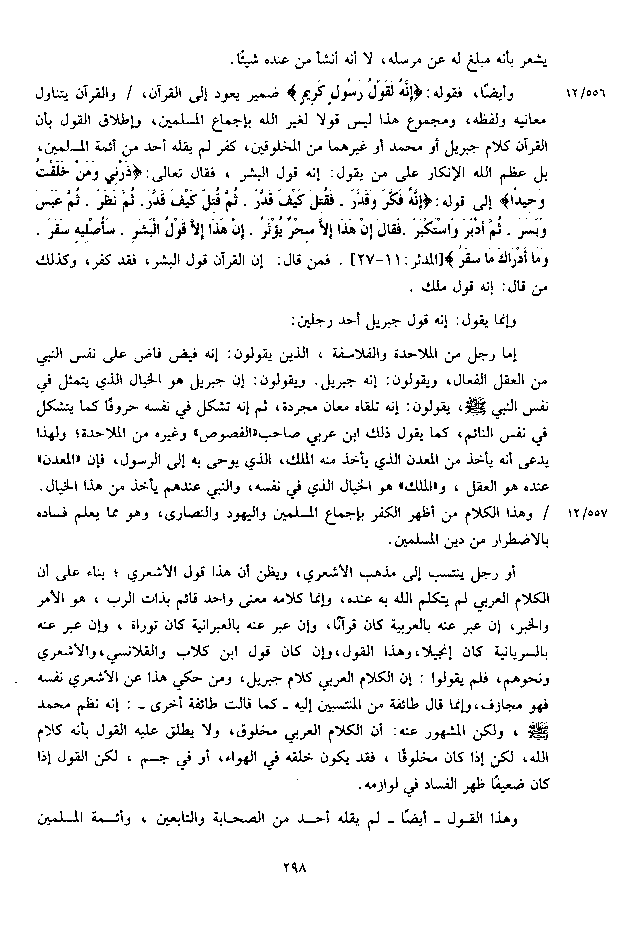 يشعر بأنه مبلغ له عن مرسله، لا أنه أنشأ من عنده شيئًا.
١٢/٥٥٦ وأيضًا، فقوله: ﴿إِنَّهُ لَقَوْلُ رَسُولٍ كَرِيمٍ﴾ ضمير يعود إلى القرآن، / والقرآن يتناول
معانيه ولفظه، ومجموع هذا ليس قولا لغير الله بإجماع المسلمين، وإطلاق القول بأن
القرآن كلام جبريل أو محمد أو غيرهما من المخلوقين، كفر لم يقله أحد من أئمة المسلمين،
بل عظم الله الإنكار على من يقول: إنه قول البشر ، فقال تعالى: ﴿ذَرْنِي وَمَنْ خَلَقْتُ
وحيدًا﴾ إلى قوله: ﴿إِنَّهُ فَكَّرَ وَقَدَّرَ . فَقُتِلَ كَيْفَ قَدَّرَ . ثُمَّ قُتِلَ كَيْفَ قَدَّرَ. ثُمَّ نَظَرَ . ثُمَّ عَبَسَ
وَبَسَرَ . ثُمَّ أَدْبَرَ وَاسْتَكْبَرَ .فَقَالَ إِنْ هَذَا إِلاَّ سِحْرٌ يُؤْثَرُ . إِنْ هَذَا إِلاَّ قَوْلُ الْبَشَرِ . سَأُصْلِيهِ سَقَرَ .
وَمَا أَدْرَاكَ مَا سَقَرُ﴾[المدثر:١١-٢٧] . فمن قال: إن القرآن قول البشر، فقد كفر، وكذلك
من قال: إنه قول ملك .
وإنما يقول: إنه قول جبريل أحد رجلين:
إما رجل من الملاحدة والفلاسفة ، الذين يقولون: إنه فيض فاض على نفس النبي
من العقل الفعال، ويقولون: إنه جبريل. ويقولون: إن جبريل هو الخيال الذي يتمثل في
نفس النبي ﷺ، يقولون: إنه تلقاه معان مجردة، ثم إنه تشكل في نفسه حروفًا كما يتشكل
في نفس النائم، كما يقول ذلك ابن عربي صاحب«الفصوص» وغيره من الملاحدة؛ ولهذا
يدعى أنه يأخذ من المعدن الذي يأخذ منه الملك، الذي يوحى به إلى الرسول، فإن «المعدن»
عنده هو العقل ، و«الملك» هو الخيال الذي في نفسه، والنبي عندهم يأخذ من هذا الخيال.
١٢/٥٥٧ / وهذا الكلام من أظهر الكفر بإجماع المسلمين واليهود والنصارى، وهو مما يعلم فساده
بالاضطرار من دين المسلمين.
أو رجل ينتسب إلى مذهب الأشعري، ويظن أن هذا قول الأشعري ؛ بناء على أن
الكلام العربي لم يتكلم الله به عنده، وإنما كلامه معنى واحد قائم بذات الرب ، هو الأمر
والخبر، إن عبر عنه بالعربية كان قرآنًا، وإن عبر عنه بالعبرانية كان توراة ، وإن عبر عنه
بالسريانية كان إنجيلا،وهذا القول،وإن كان قول ابن كلاب والقلانسي،والأشعري
ونحوهم، فلم يقولوا : إن الكلام العربي كلام جبريل، ومن حكى هذا عن الأشعري نفسه
فهو مجازف،وإنما قال طائفة من المنتسبين إليه ـ كما قالت طائفة أخرى ـ : إنه نظم محمد
ﷺ ، ولكن المشهور عنه: أن الكلام العربي مخلوق، ولا يطلق عليه القول بأنه كلام
الله، لكن إذا كان مخلوقًا ، فقد يكون خلقه في الهواء، أو في جسم ، لكن القول إذا
كان ضعيفًا ظهر الفساد في لوازمه.
وهذا القـول ـ أيضًا ـ لم يقله أحـد من الصحـابة والتابعين ، وأئـمة المسلمين
٢٩٨